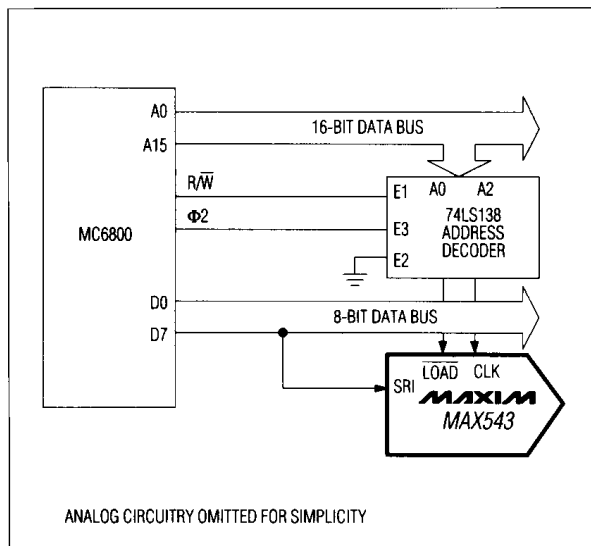 A0
16-BIT DATA BUS
A15
R/W̅
E1 A0 A2
Φ2
MC6800
74LS138
ADDRESS
DECODER
E3
E2
D0
8-BIT DATA BUS
D7
L̅O̅A̅D̅ CLK
SRI
MAXIM
MAX543
ANALOG CIRCUITRY OMITTED FOR SIMPLICITY